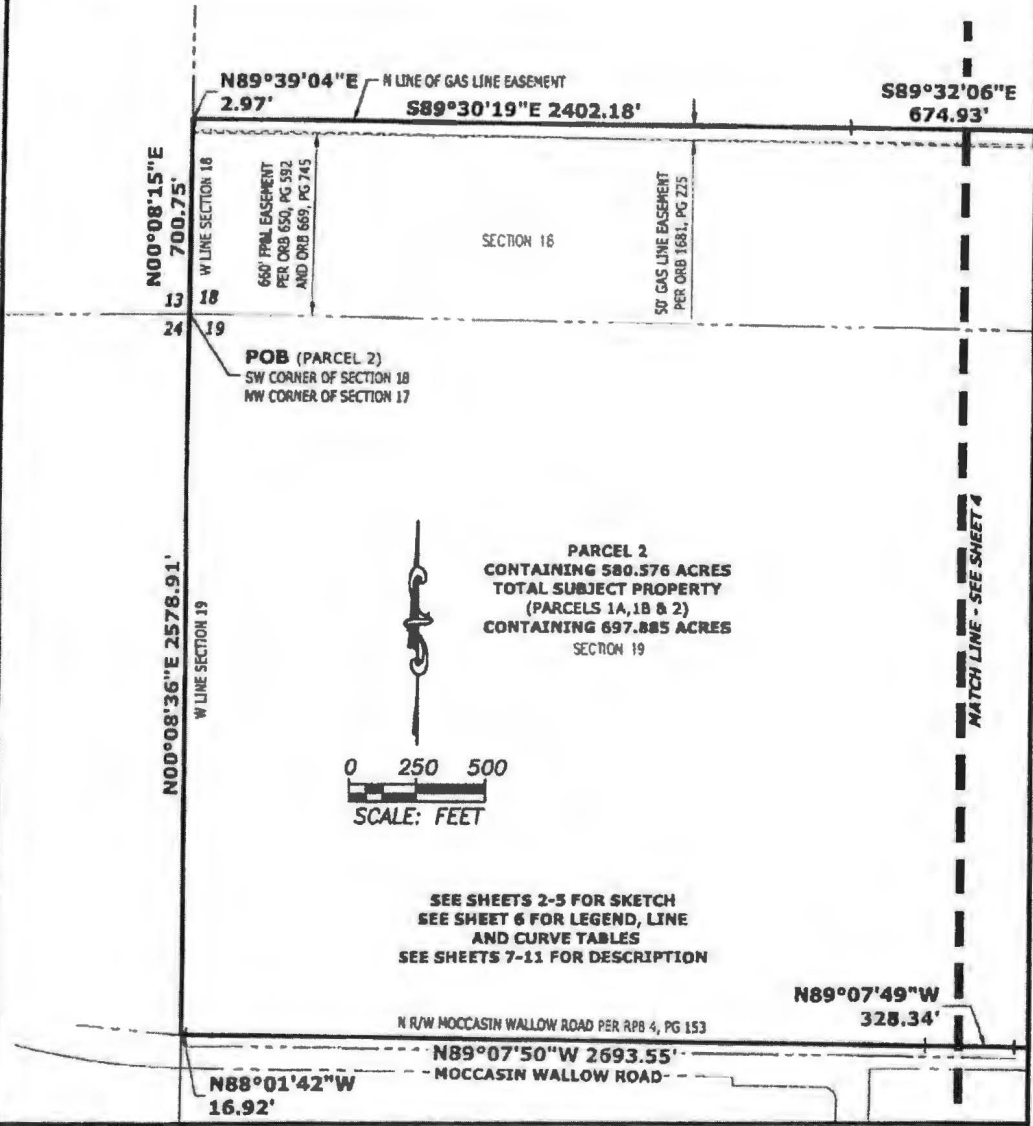 N89°39'04"E
2.97'
N LINE OF GAS LINE EASEMENT
S89°30'19"E 2402.18'
S89°32'06"E
674.93'
N00°08'15"E
700.75'
W LINE SECTION 18
660' FP&L EASEMENT
PER ORB 650, PG 592
AND ORB 669, PG 745
SECTION 18
50' GAS LINE EASEMENT
PER ORB 1681, PG 225
13 18
24 19
POB (PARCEL 2)
SW CORNER OF SECTION 18
NW CORNER OF SECTION 17
N00°08'36"E 2578.91'
W LINE SECTION 19
PARCEL 2
CONTAINING 580.576 ACRES
TOTAL SUBJECT PROPERTY
(PARCELS 1A,1B & 2)
CONTAINING 697.885 ACRES
SECTION 19
MATCH LINE - SEE SHEET 4
0 250 500
SCALE: FEET
SEE SHEETS 2-5 FOR SKETCH
SEE SHEET 6 FOR LEGEND, LINE
AND CURVE TABLES
SEE SHEETS 7-11 FOR DESCRIPTION
N89°07'49"W
328.34'
N R/W MOCCASIN WALLOW ROAD PER RPB 4, PG 153
N89°07'50"W 2693.55'
MOCCASIN WALLOW ROAD
N88°01'42"W
16.92'